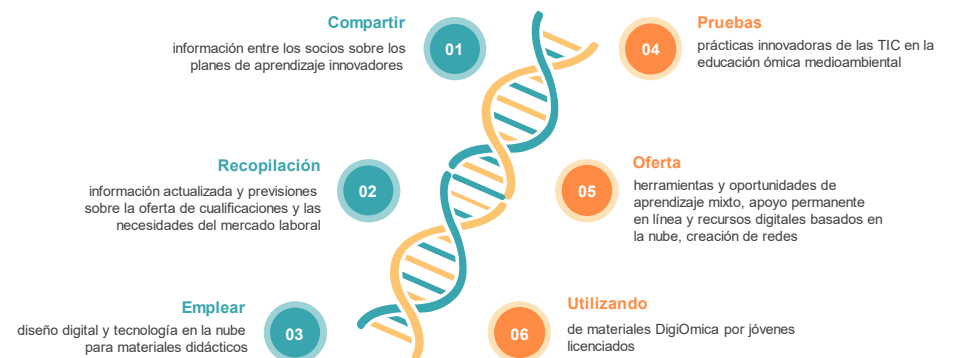 Compartir
información entre los socios sobre los
planes de aprendizaje innovadores
01
Recopilación
información actualizada y previsiones
sobre la oferta de cualificaciones y las
necesidades del mercado laboral
02
Emplear
diseño digital y tecnología en la nube
para materiales didácticos
03
04
Pruebas
prácticas innovadoras de las TIC en la
educación ómica medioambiental
05
Oferta
herramientas y oportunidades de
aprendizaje mixto, apoyo permanente
en línea y recursos digitales basados en
la nube, creación de redes
06
Utilizando
de materiales DigiOmica por jóvenes
licenciados